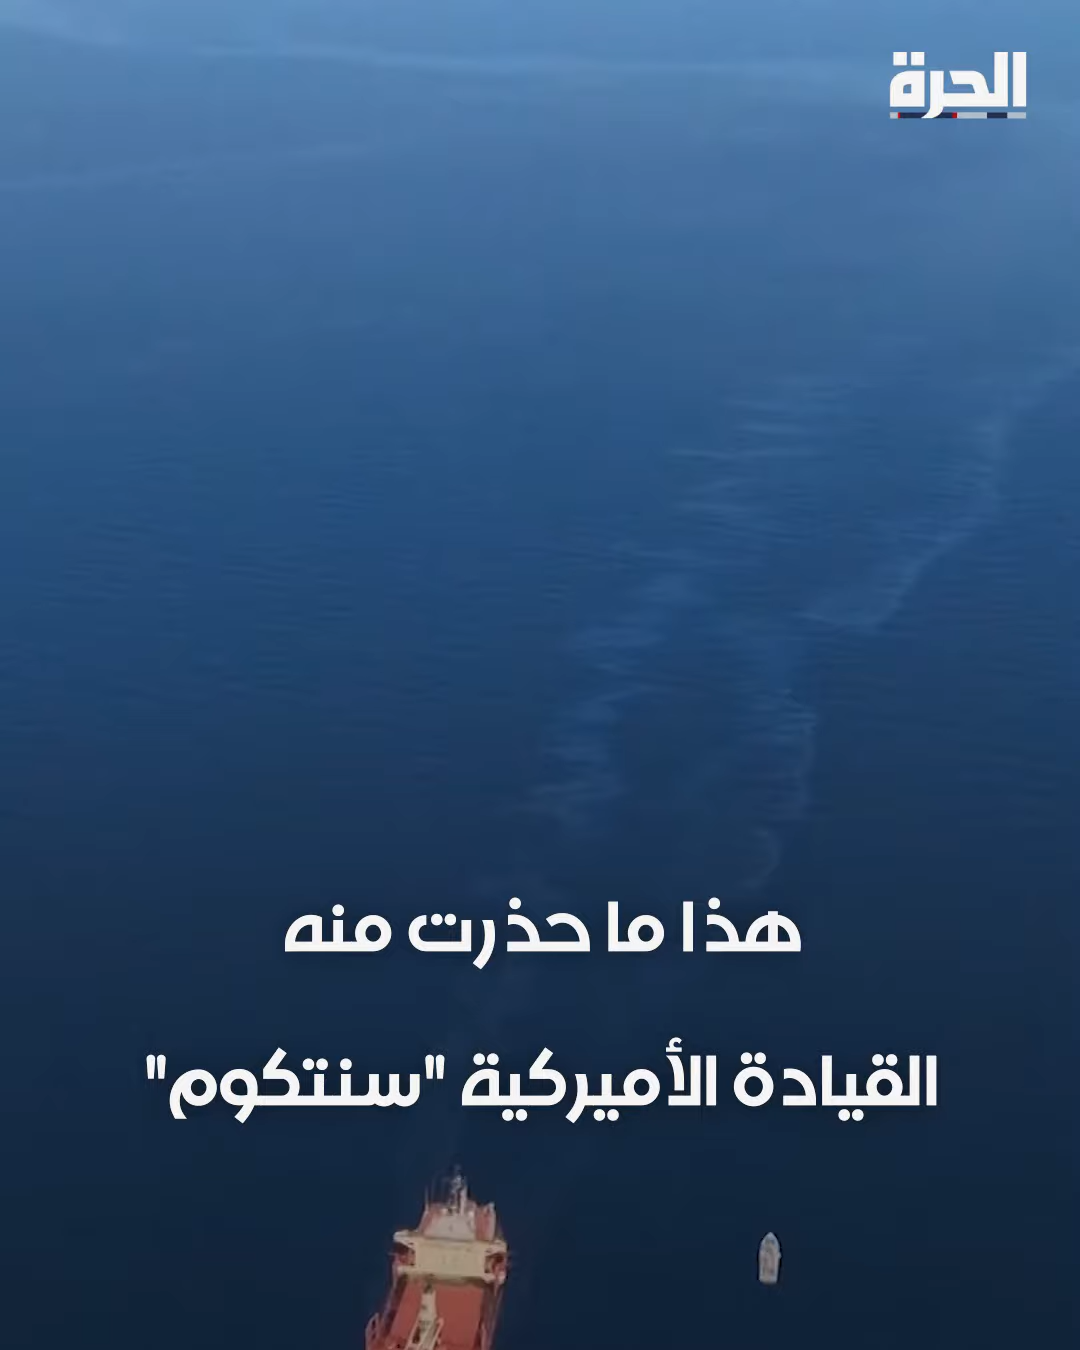 الحرة
هذا ما حذرت منه
القيادة الأميركية "سنتكوم"